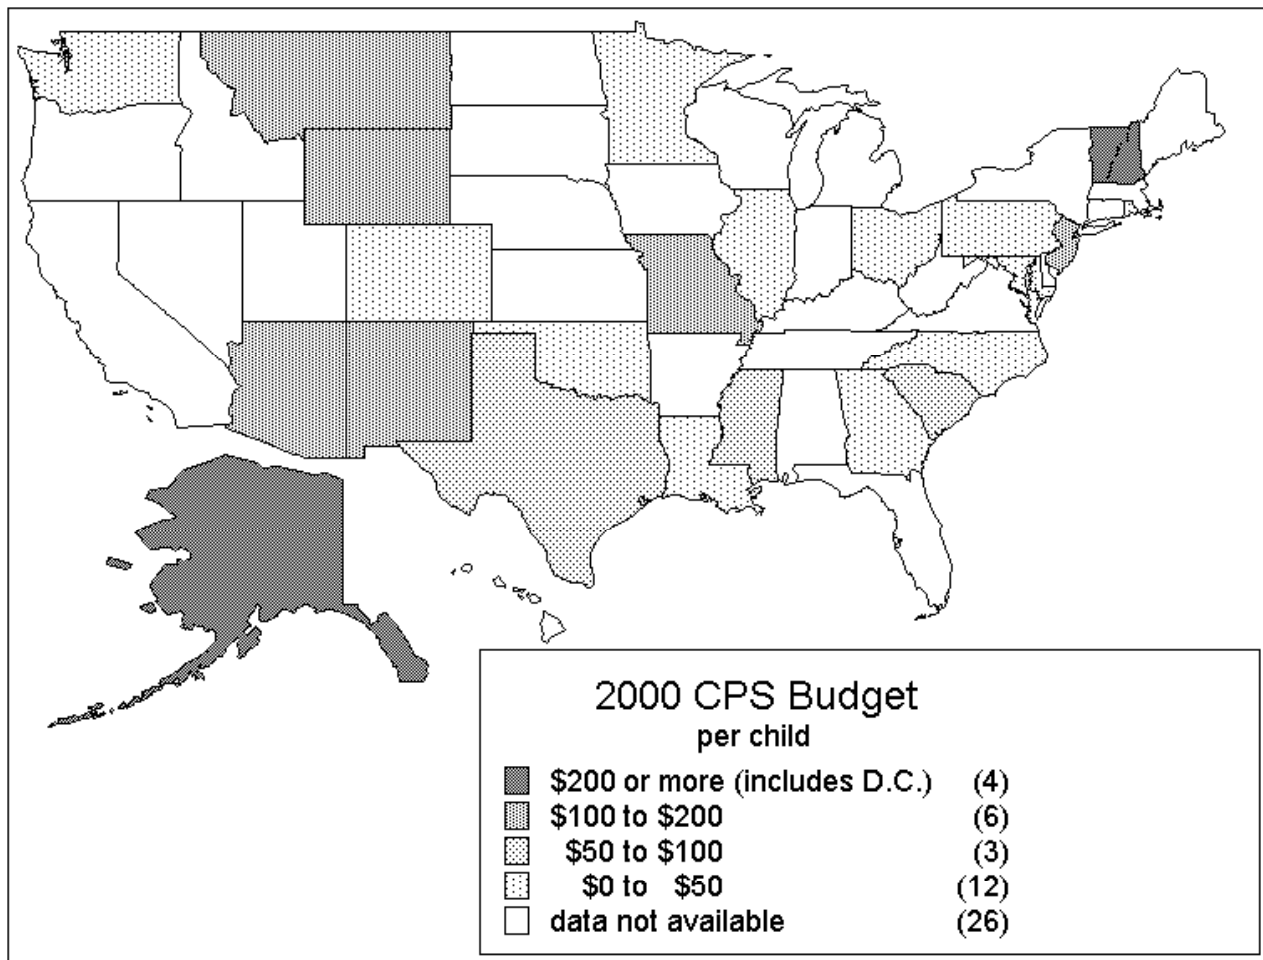 2000 CPS Budget
per child
$200 or more (includes D.C.) (4)
$100 to $200 (6)
$50 to $100 (3)
$0 to $50 (12)
data not available (26)